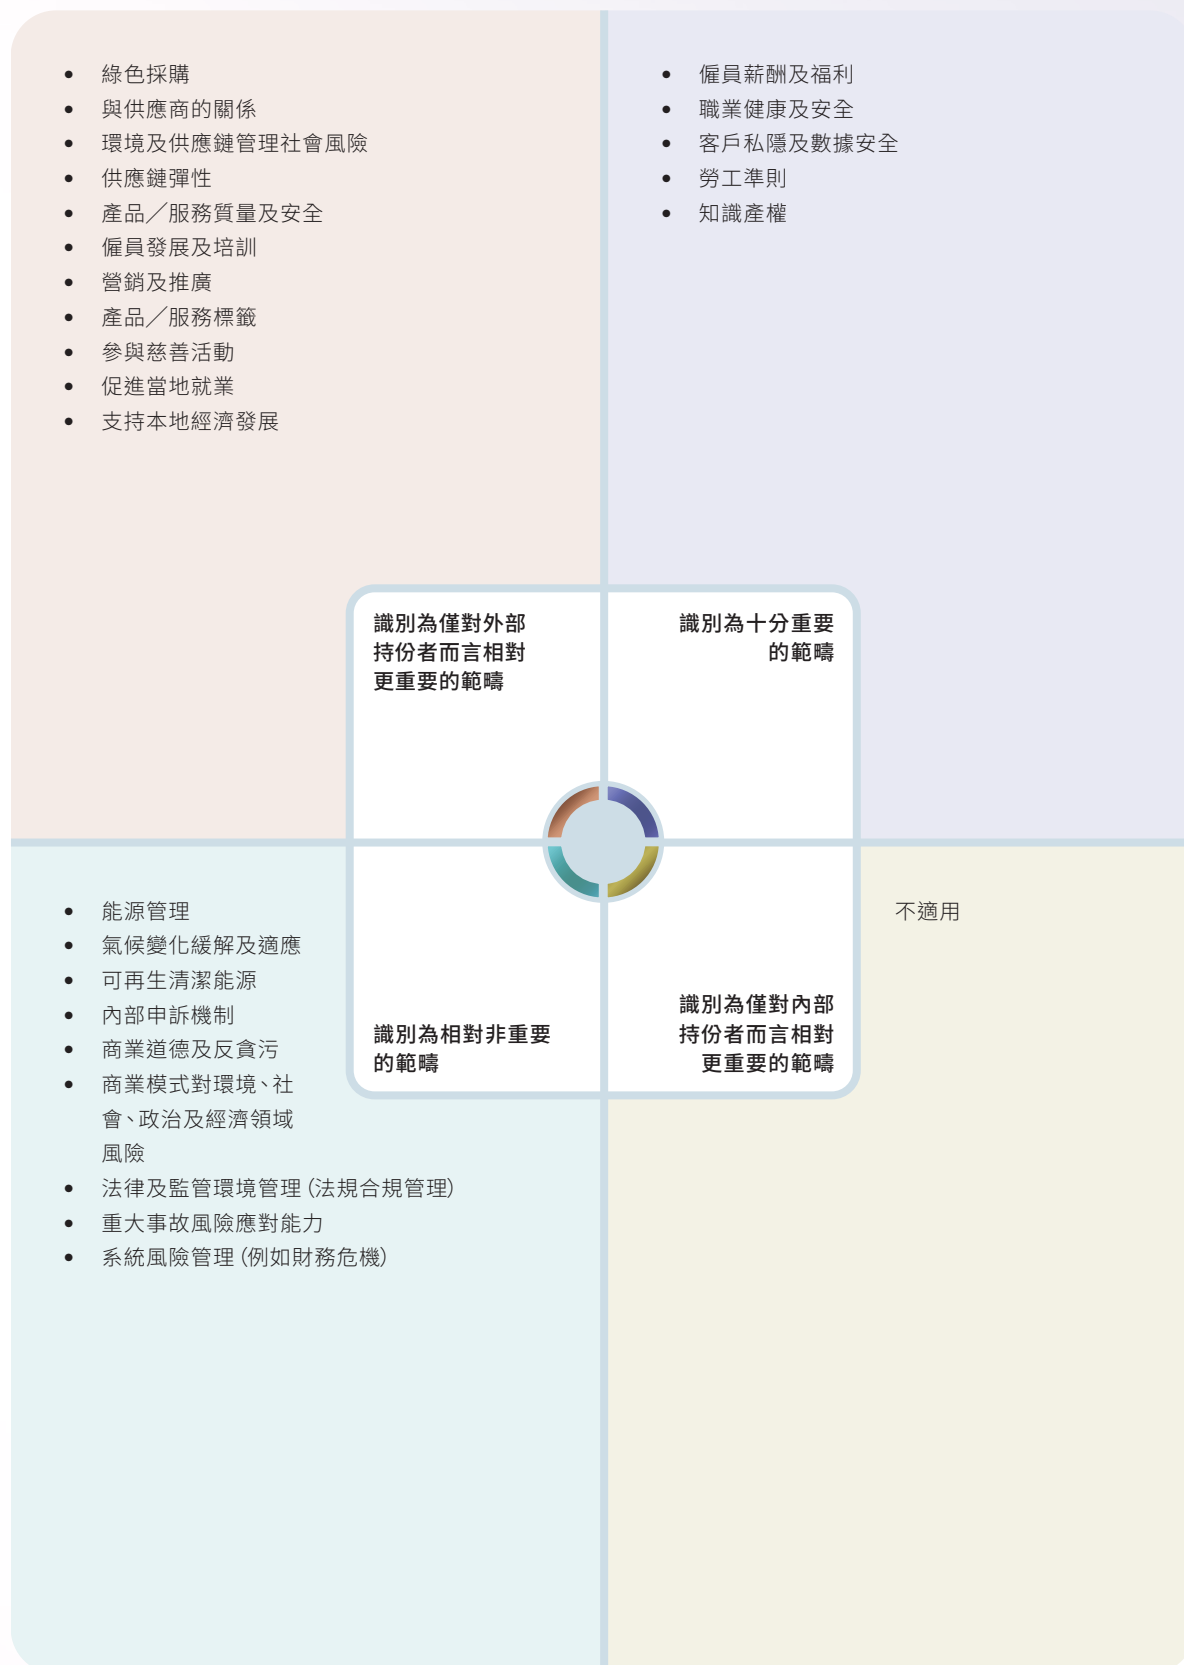 • 綠色採購
• 與供應商的關係
• 環境及供應鏈管理社會風險
• 供應鏈彈性
• 產品╱服務質量及安全
• 僱員發展及培訓
• 營銷及推廣
• 產品╱服務標籤
• 參與慈善活動
• 促進當地就業
• 支持本地經濟發展
• 僱員薪酬及福利
• 職業健康及安全
• 客戶私隱及數據安全
• 勞工準則
• 知識產權
識別為僅對外部
持份者而言相對
更重要的範疇
識別為十分重要
的範疇
• 能源管理
• 氣候變化緩解及適應
• 可再生清潔能源
• 內部申訴機制
• 商業道德及反貪污
• 商業模式對環境、社
會、政治及經濟領域
風險
• 法律及監管環境管理(法規合規管理)
• 重大事故風險應對能力
• 系統風險管理(例如財務危機)
識別為相對非重要
的範疇
識別為僅對內部
持份者而言相對
更重要的範疇
不適用